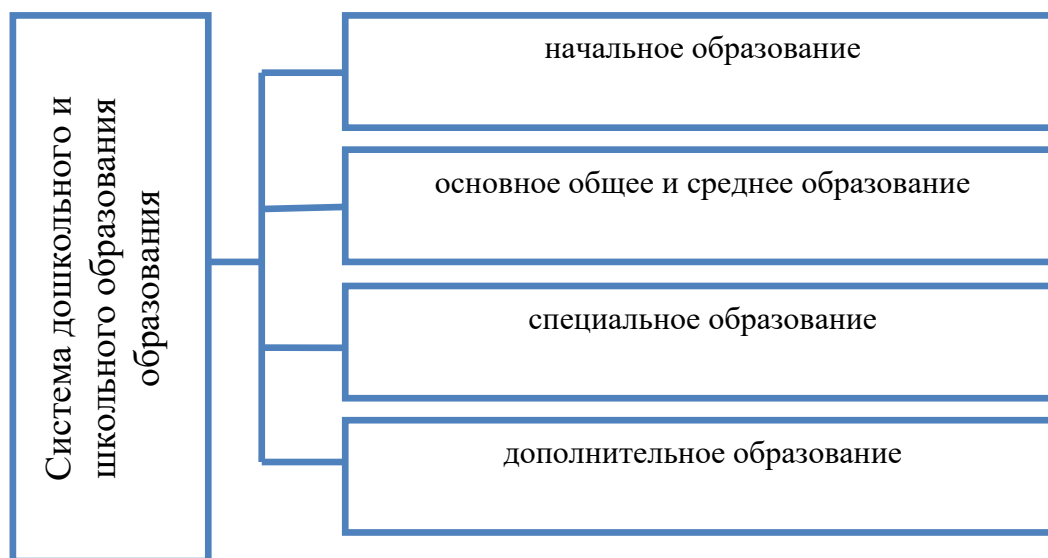 Система дошкольного и
школьного образования
образования
начальное образование
основное общее и среднее образование
специальное образование
дополнительное образование